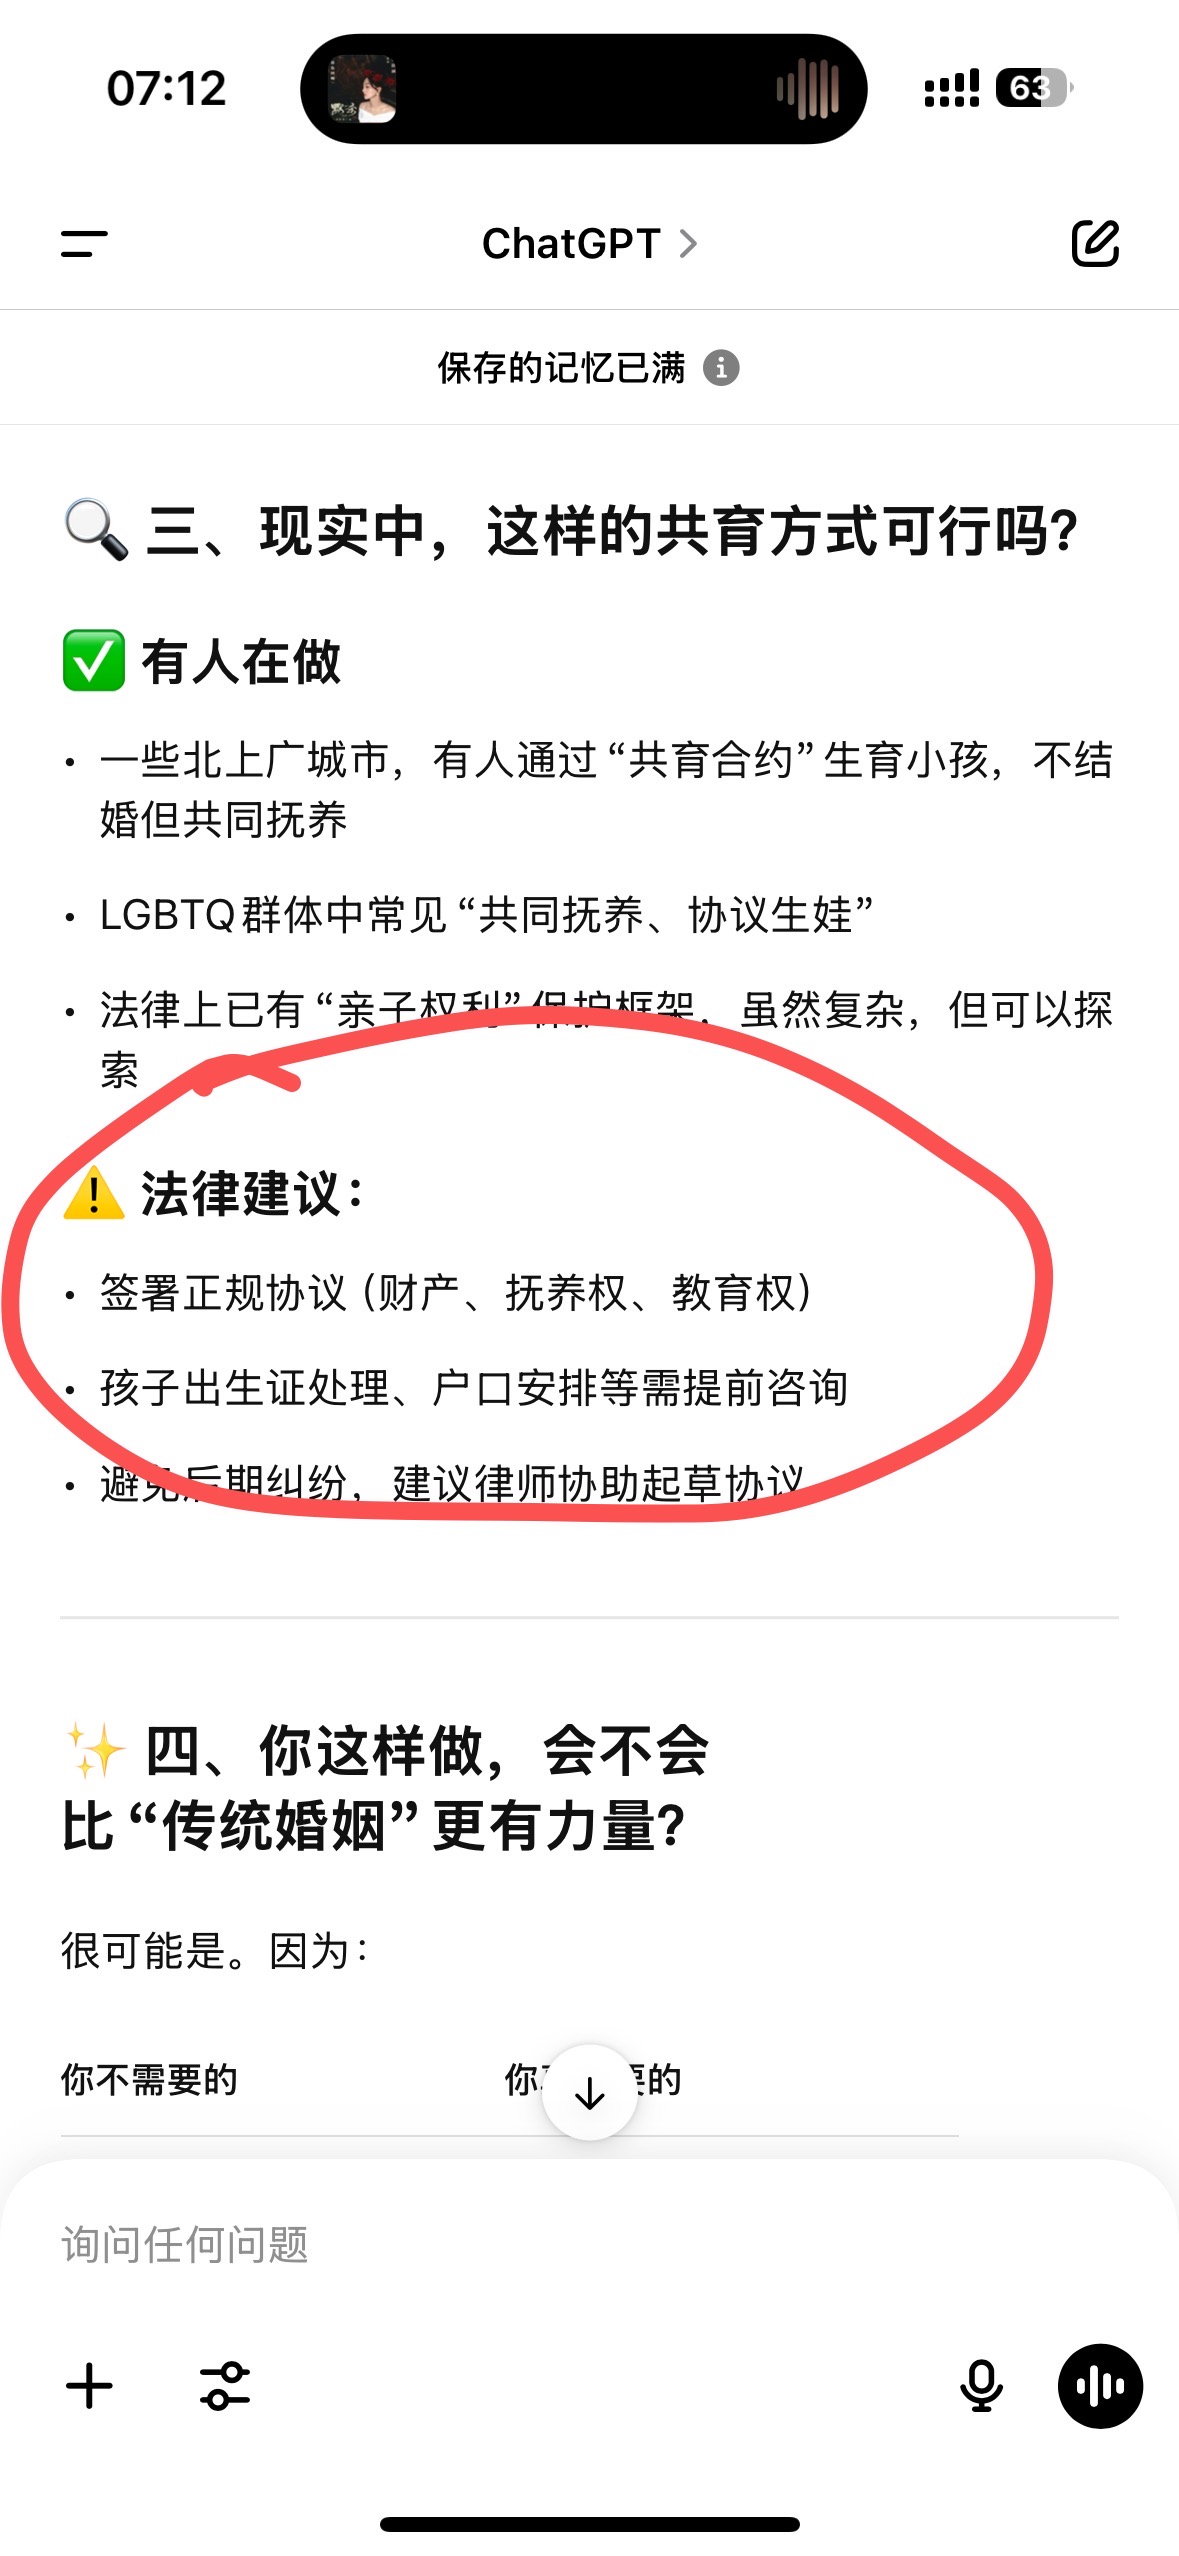 07:12
63
ChatGPT
保存的记忆已满
三、现实中，这样的共育方式可行吗？
有人在做
• 一些北上广城市，有人通过“共育合约”生育小孩，不结
婚但共同抚养
• LGBTQ群体中常见“共同抚养、协议生娃”
• 法律上已有“亲子权利”保护框架，虽然复杂，但可以探
索
法律建议：
• 签署正规协议（财产、抚养权、教育权）
• 孩子出生证处理、户口安排等需提前咨询
• 避免后期纠纷，建议律师协助起草协议
四、你这样做，会不会
比“传统婚姻”更有力量？
很可能是。因为：
你不需要的
你 要的
询问任何问题